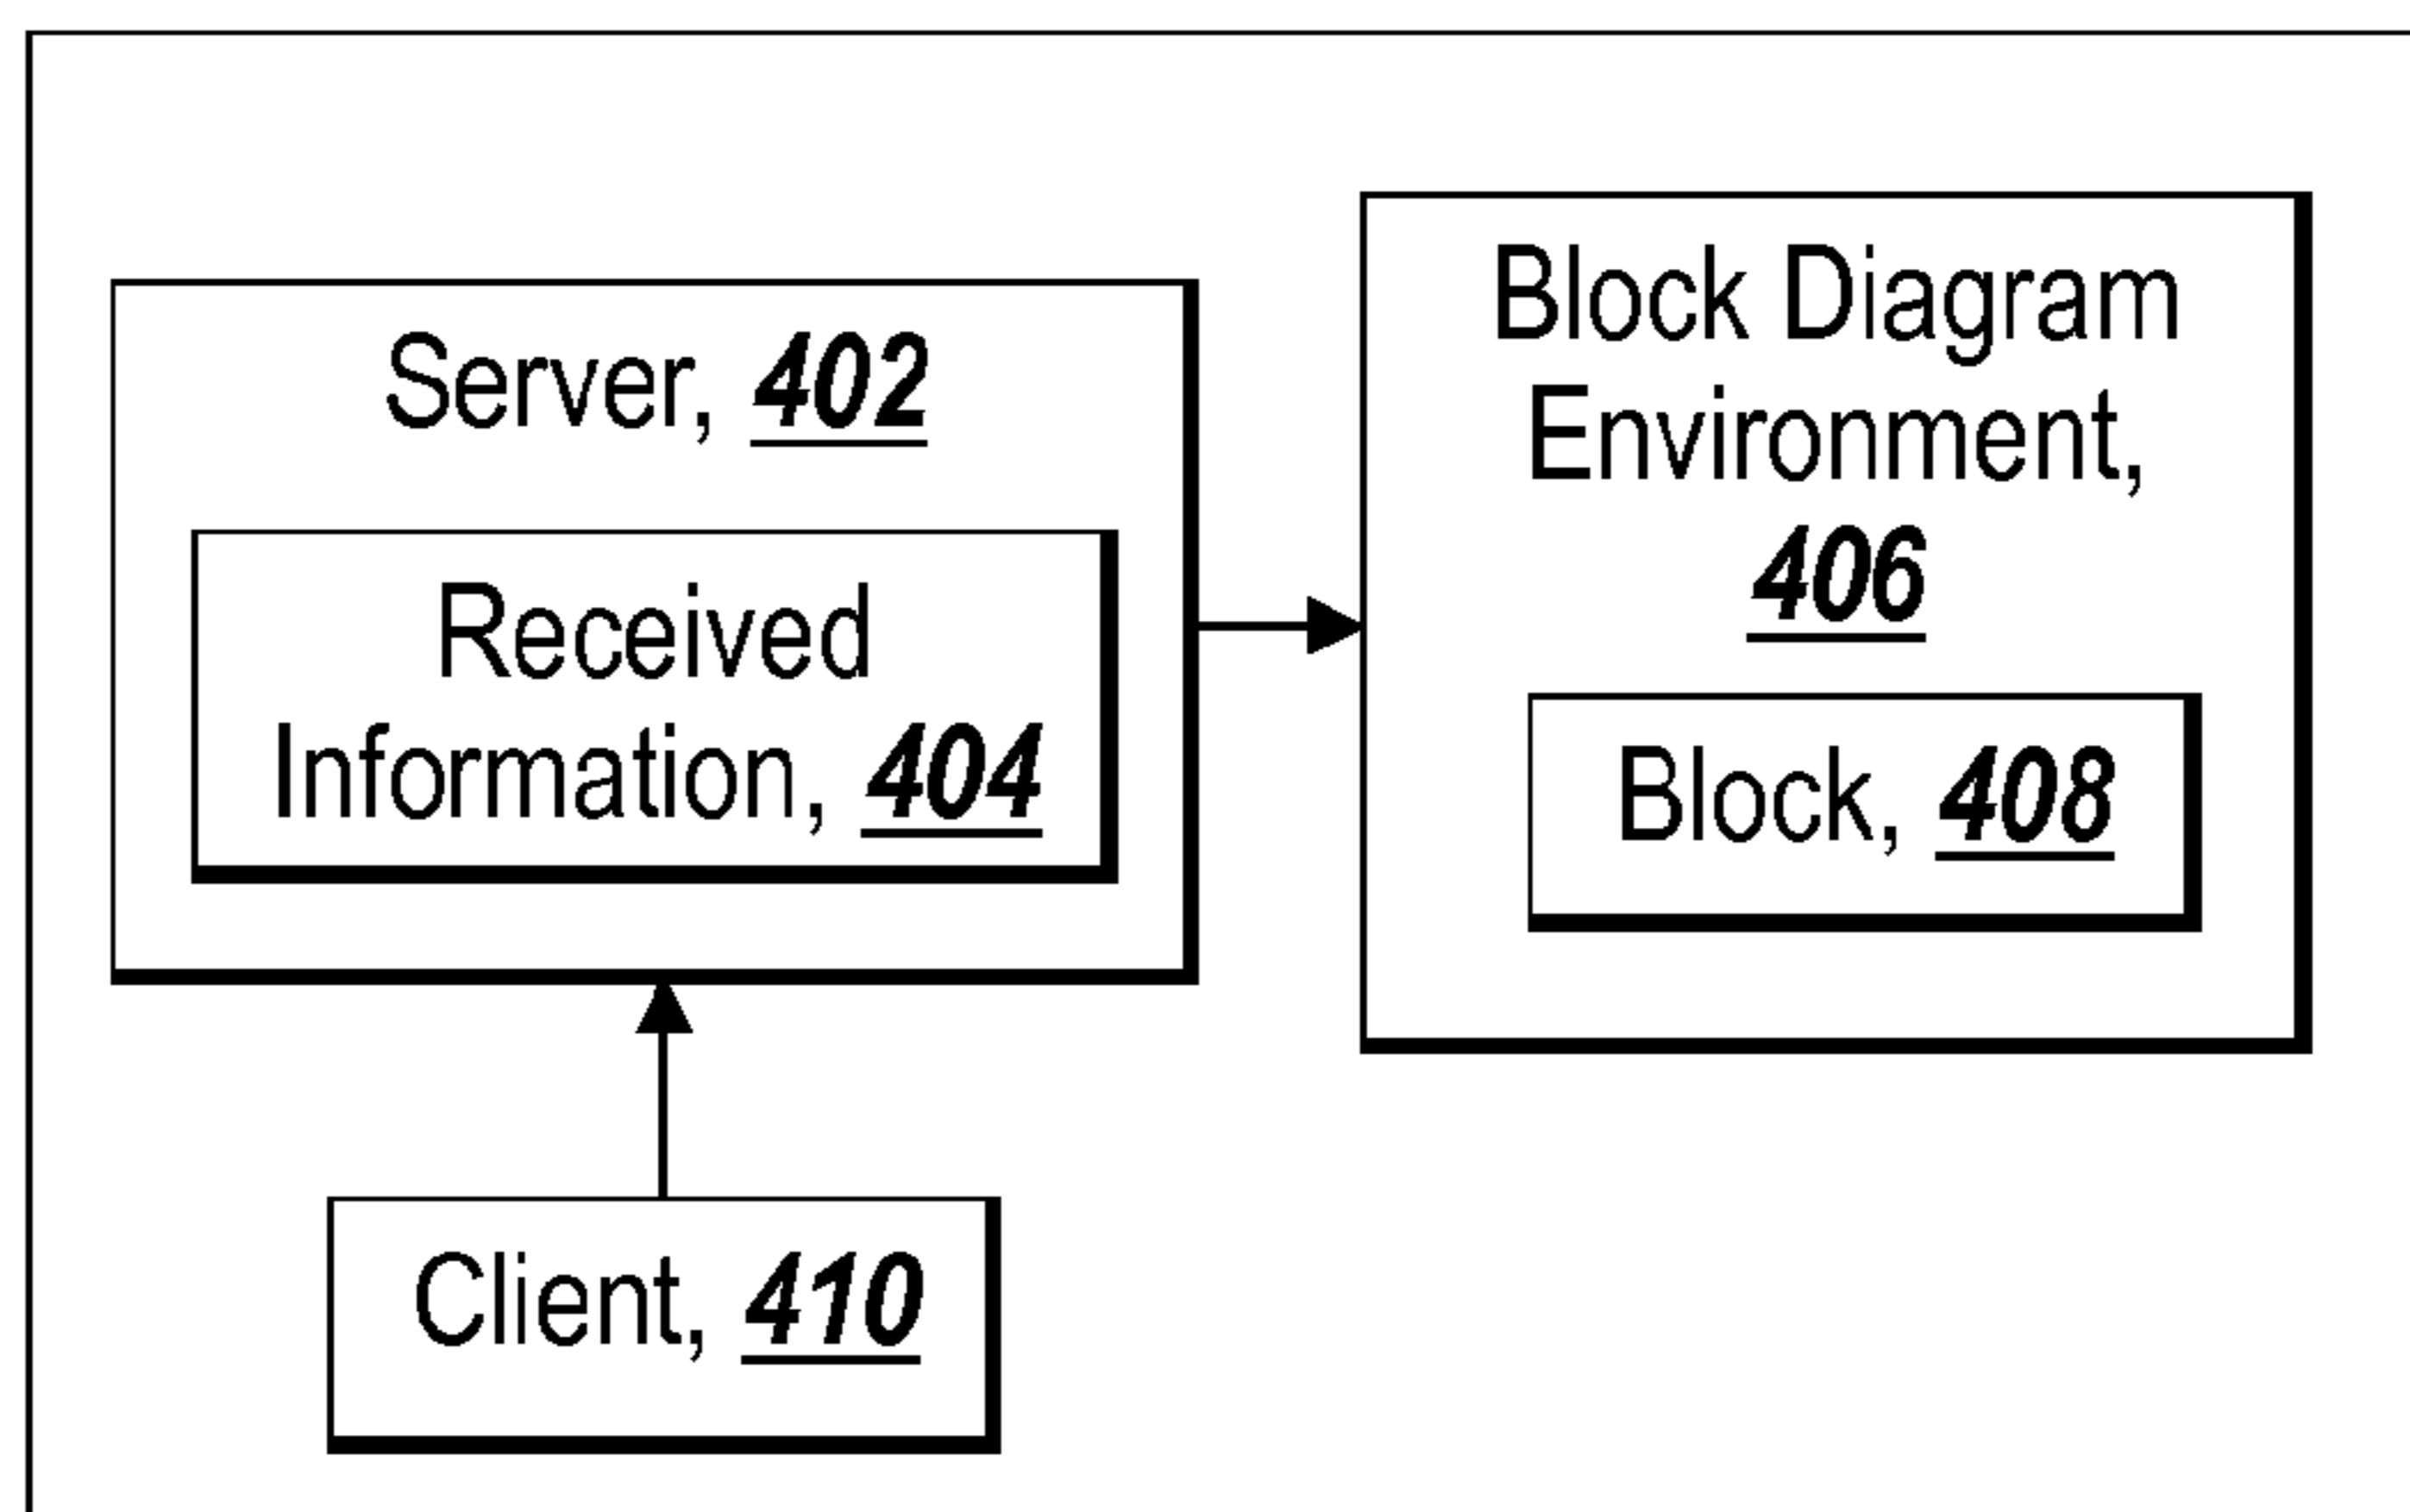 Server, 402
Received
Information, 404
Block Diagram
Environment,
406
Block, 408
Client, 410